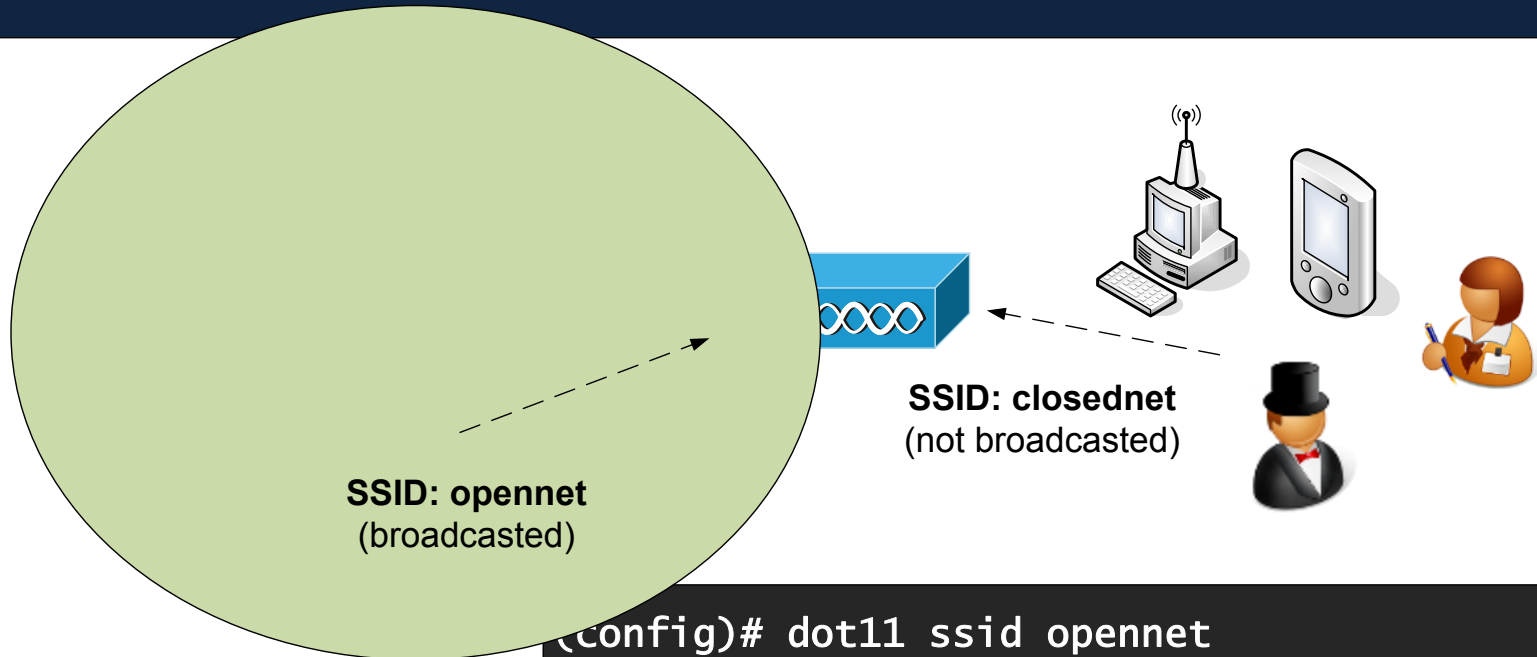 SSID: closednet
(not broadcasted)
SSID: opennet
(broadcasted)
(config)# dot11 ssid opennet